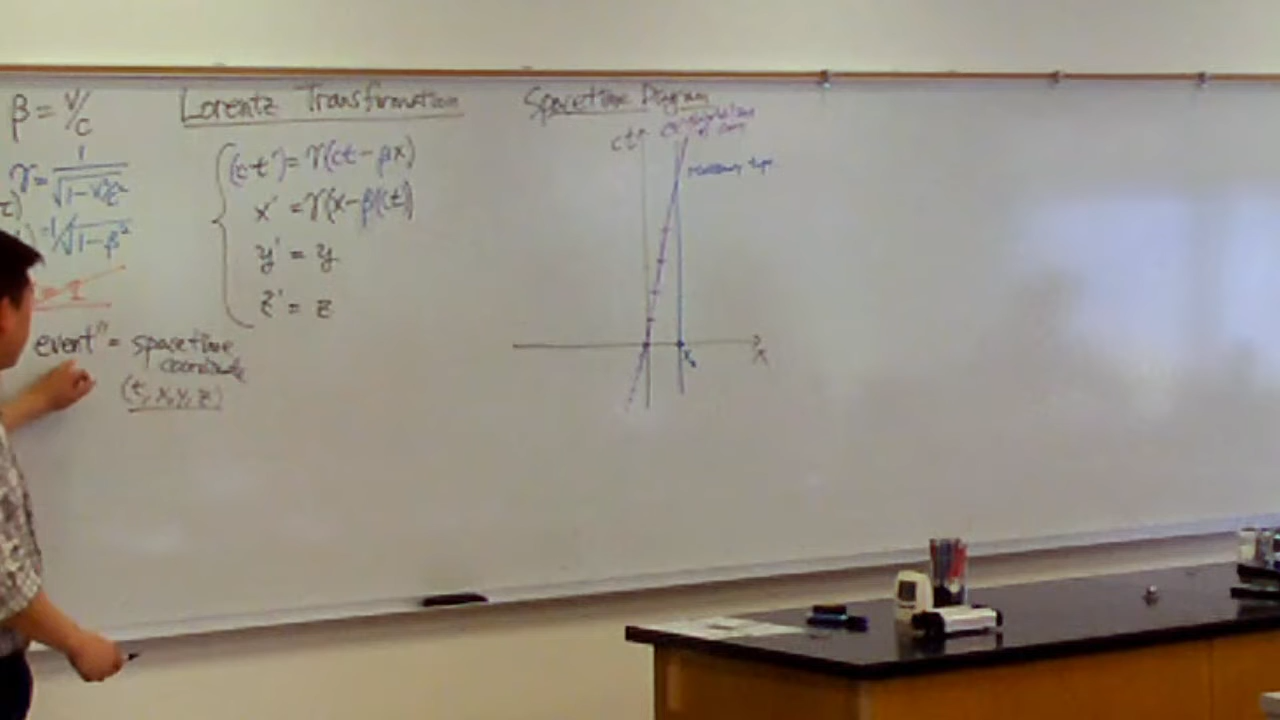 β = v/c
γ = 1/√(1-v²/c²)
= 1/√(1-β²)
event" = spacetime
coordinate
(t, x, y, z)
Lorentz Transformation
(ct') = γ(ct - βx)
x' = γ(x - β(ct))
y' = y
z' = z
Spacetime Diagram
ct
x